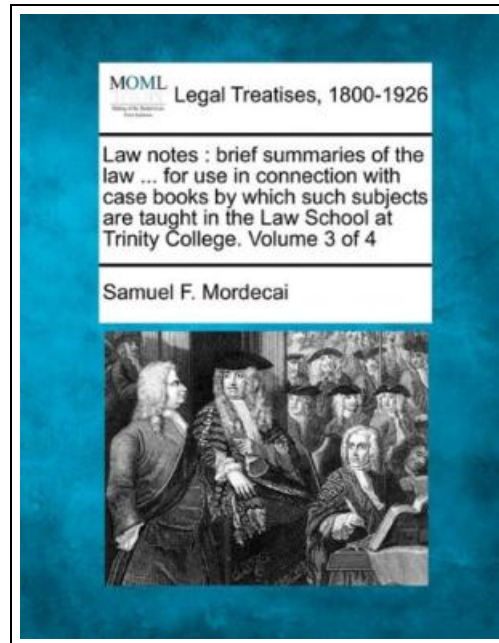 MOML
Legal Treatises, 1800-1926
Law notes : brief summaries of the
law ... for use in connection with
case books by which such subjects
are taught in the Law School at
Trinity College. Volume 3 of 4
Samuel F. Mordecai